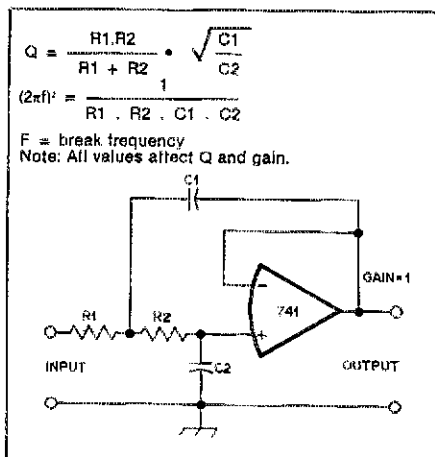 Q = R1.R2 / R1 + R2 • √ C1 / C2
(2πf)² = 1 / R1 . R2 . C1 . C2
F = break frequency
Note: All values affect Q and gain.
C1
GAIN=1
R1
R2
741
INPUT
C2
OUTPUT